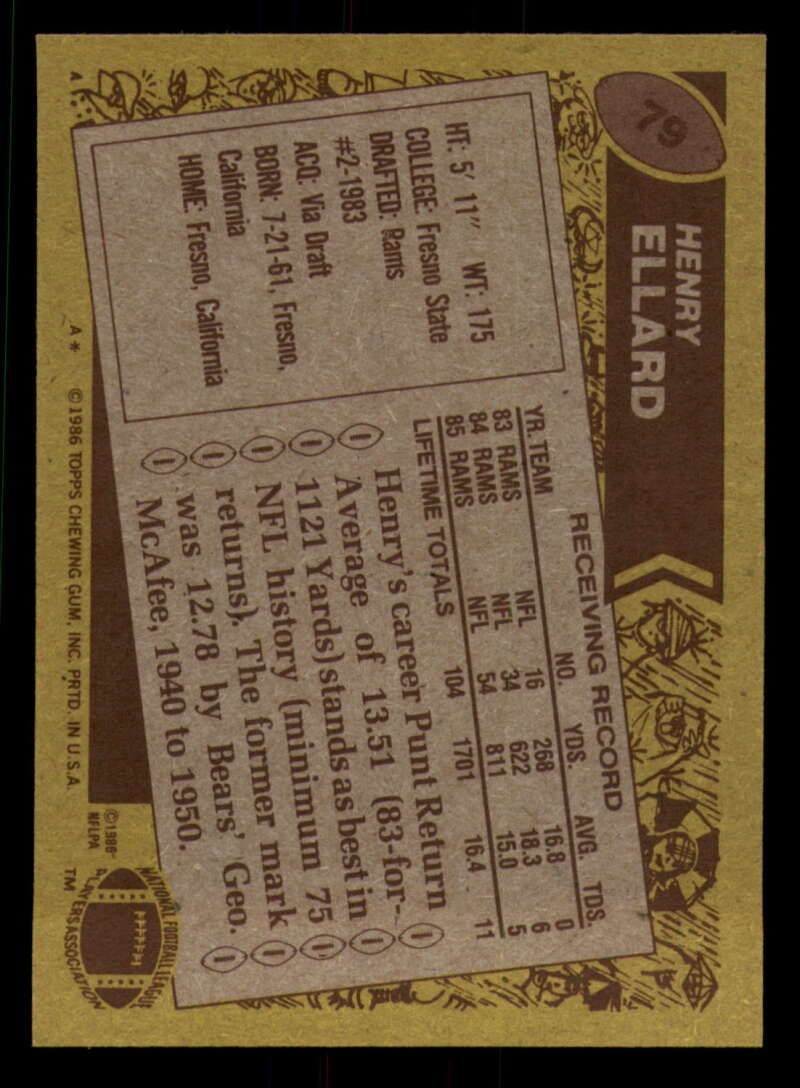 79
HENRY
ELLARD
HT: 5' 11" WT: 175
COLLEGE: Fresno State
DRAFTED: Rams
#2-1983
ACQ: Via Draft
BORN: 7-21-61, Fresno,
California
HOME: Fresno, California
RECEIVING RECORD
YR. TEAM NO. YDS. AVG. TDS.
83 RAMS NFL 16 268 16.8 0
84 RAMS NFL 34 622 18.3 6
85 RAMS NFL 54 811 15.0 5
LIFETIME TOTALS 104 1701 16.4 11
Henry's career Punt Return
Average of 13.51 (83-for-
1121 Yards) stands as best in
NFL history (minimum 75
returns). The former mark
was 12.78 by Bears' Geo.
McAfee, 1940 to 1950.
A* ©1986 TOPPS CHEWING GUM, INC. PRTD. IN U.S.A.
©1986
NFLPA
NATIONAL FOOTBALL LEAGUE
PLAYERS ASSOCIATION
TM